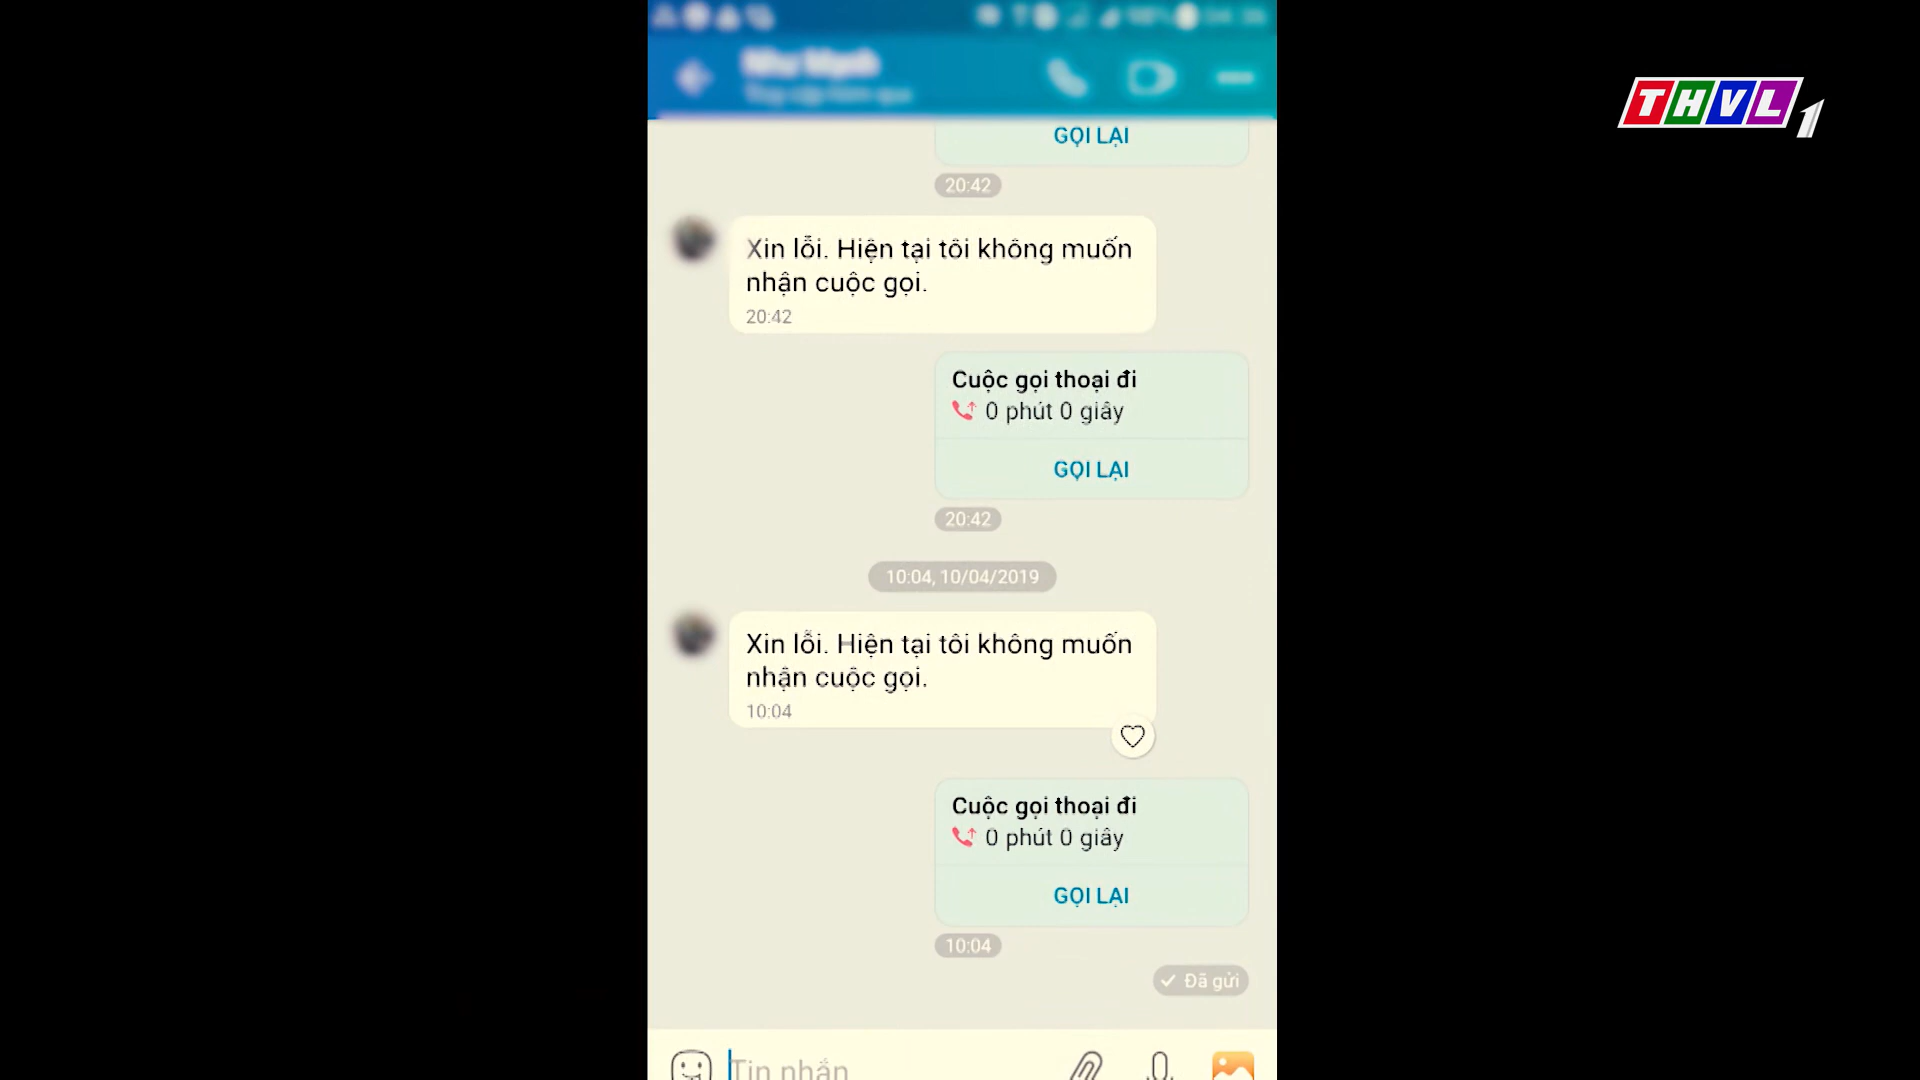 THVL1
GỌI LẠI
20:42
Xin lỗi. Hiện tại tôi không muốn
nhận cuộc gọi.
20:42
Cuộc gọi thoại đi
0 phút 0 giây
GỌI LẠI
20:42
10:04, 10/04/2019
Xin lỗi. Hiện tại tôi không muốn
nhận cuộc gọi.
10:04
Cuộc gọi thoại đi
0 phút 0 giây
GỌI LẠI
10:04
Đã gửi
Tin nhắn